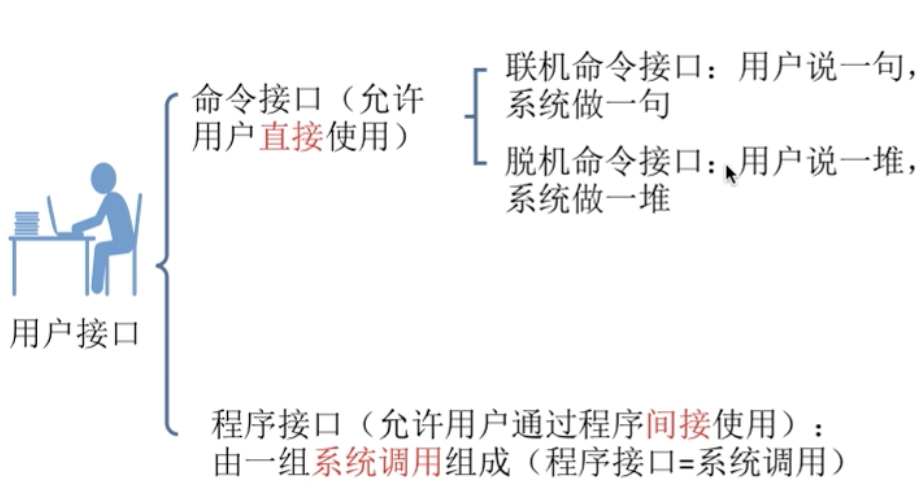 命令接口（允许
用户直接使用）
联机命令接口：用户说一句，
系统做一句
脱机命令接口：用户说一堆，
系统做一堆
用户接口
程序接口（允许用户通过程序间接使用）：
由一组系统调用组成（程序接口=系统调用）